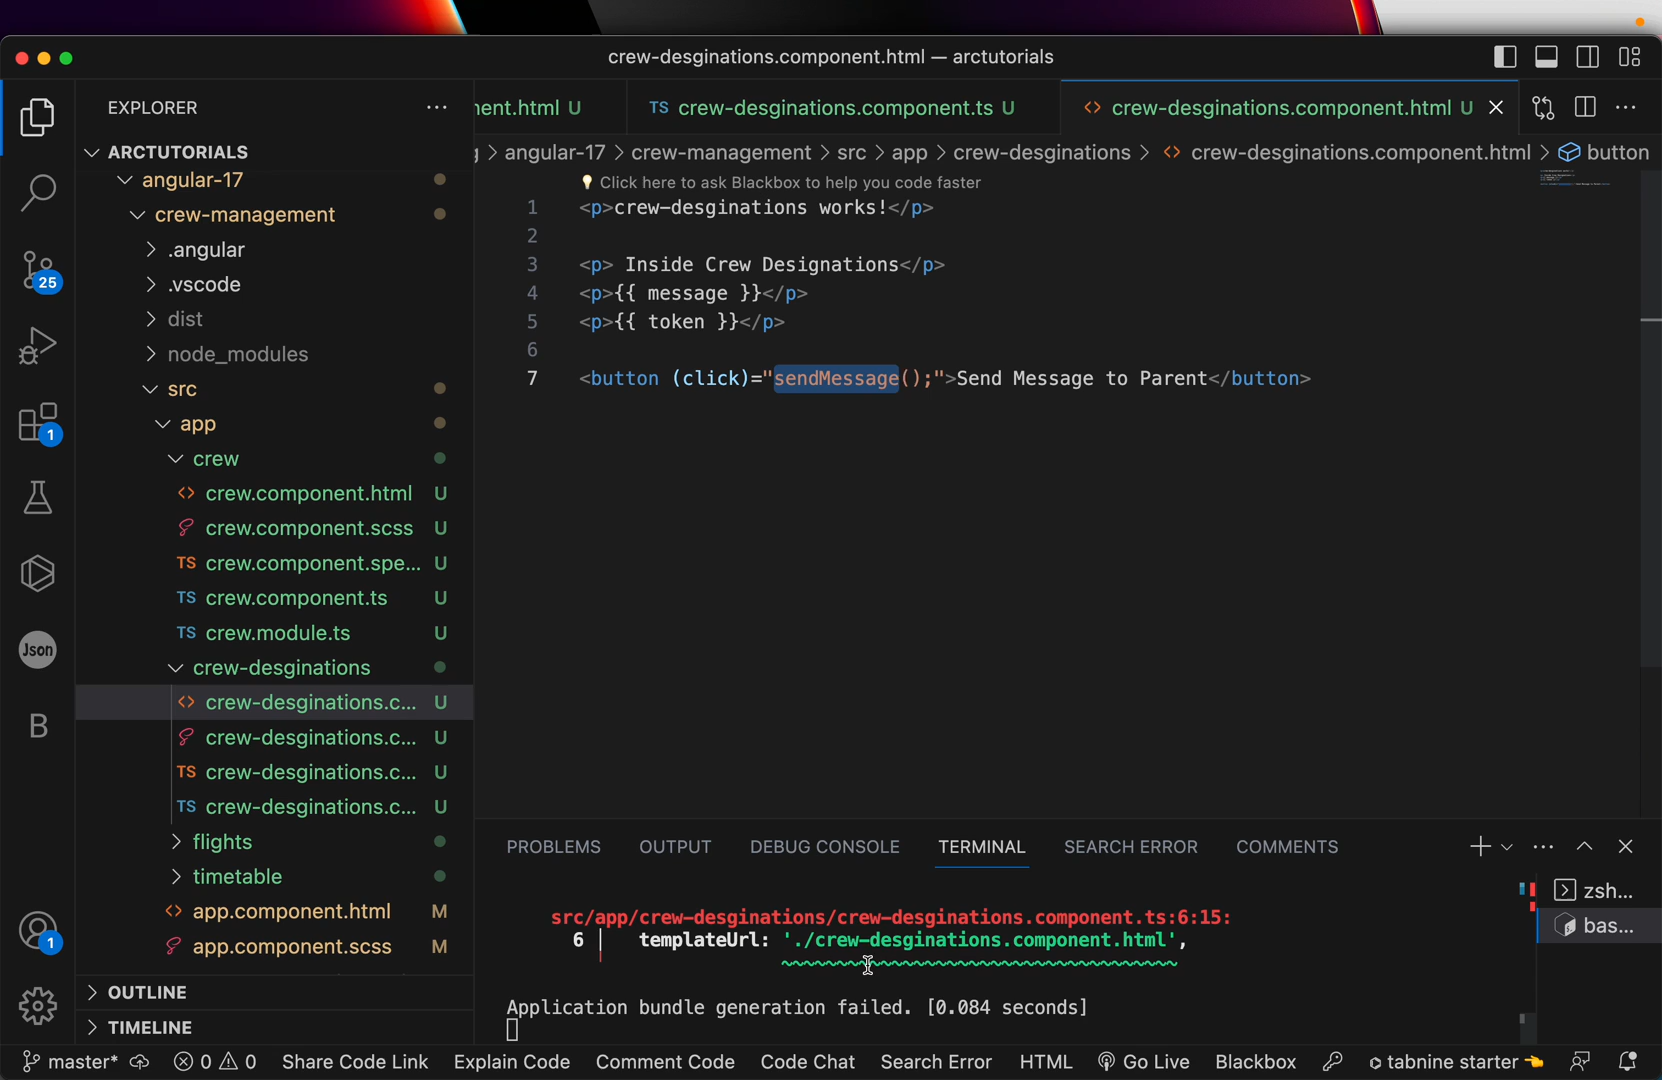 crew-desginations.component.html — arctutorials
EXPLORER
nent.html U
TS crew-desginations.component.ts U
<> crew-desginations.component.html U
ARCTUTORIALS
angular-17 > crew-management > src > app > crew-desginations > <> crew-desginations.component.html > button
angular-17
crew-management
.angular
.vscode
dist
node_modules
src
app
crew
<> crew.component.html U
crew.component.scss U
TS crew.component.spe... U
TS crew.component.ts U
TS crew.module.ts U
crew-desginations
<> crew-desginations.c... U
crew-desginations.c... U
TS crew-desginations.c... U
TS crew-desginations.c... U
flights
timetable
<> app.component.html M
app.component.scss M
OUTLINE
TIMELINE
25
1
Json
B
1
Click here to ask Blackbox to help you code faster
1 <p>crew-desginations works!</p>
2
3 <p> Inside Crew Designations</p>
4 <p>{{ message }}</p>
5 <p>{{ token }}</p>
6
7 <button (click)="sendMessage();">Send Message to Parent</button>
PROBLEMS OUTPUT DEBUG CONSOLE TERMINAL SEARCH ERROR COMMENTS
src/app/crew-desginations/crew-desginations.component.ts:6:15:
6 │ templateUrl: './crew-desginations.component.html',
Application bundle generation failed. [0.084 seconds]
zsh...
bas...
master* 0 0 Share Code Link Explain Code Comment Code Code Chat Search Error HTML Go Live Blackbox tabnine starter